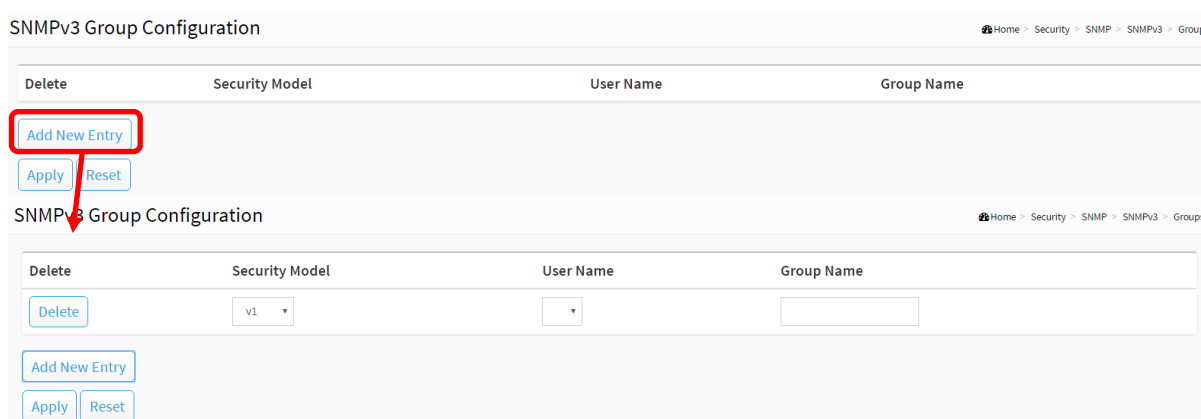 SNMPv3 Group Configuration
Home > Security > SNMP > SNMPv3 > Group
Delete Security Model User Name Group Name
Add New Entry
Apply Reset
SNMPv3 Group Configuration
Home > Security > SNMP > SNMPv3 > Groups
Delete Security Model User Name Group Name
Delete v1
Add New Entry
Apply Reset